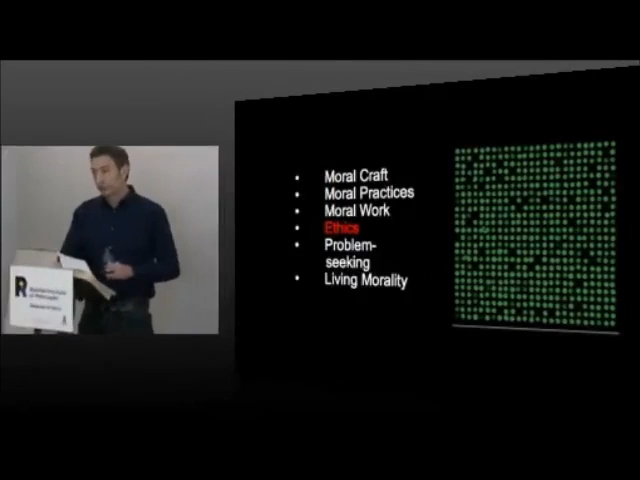 • Moral Craft
• Moral Practices
• Moral Work
• Ethics
• Problem-
seeking
• Living Morality
R